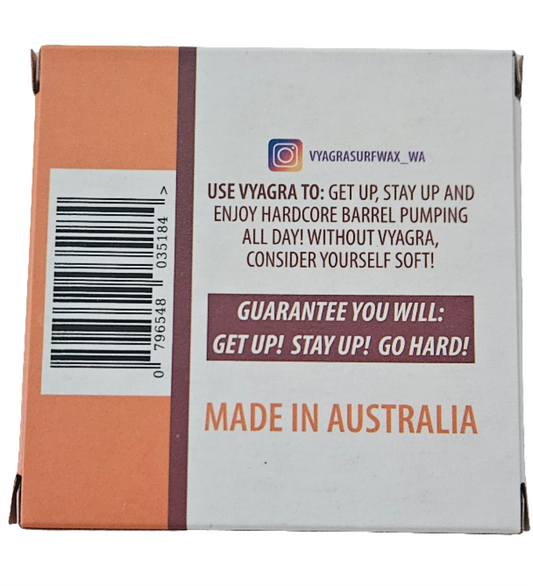 VYAGRASURFWAX_WA
USE VYAGRA TO: GET UP, STAY UP AND
ENJOY HARDCORE BARREL PUMPING
ALL DAY! WITHOUT VYAGRA,
CONSIDER YOURSELF SOFT!
GUARANTEE YOU WILL:
GET UP! STAY UP! GO HARD!
MADE IN AUSTRALIA
0 796548 035184 >